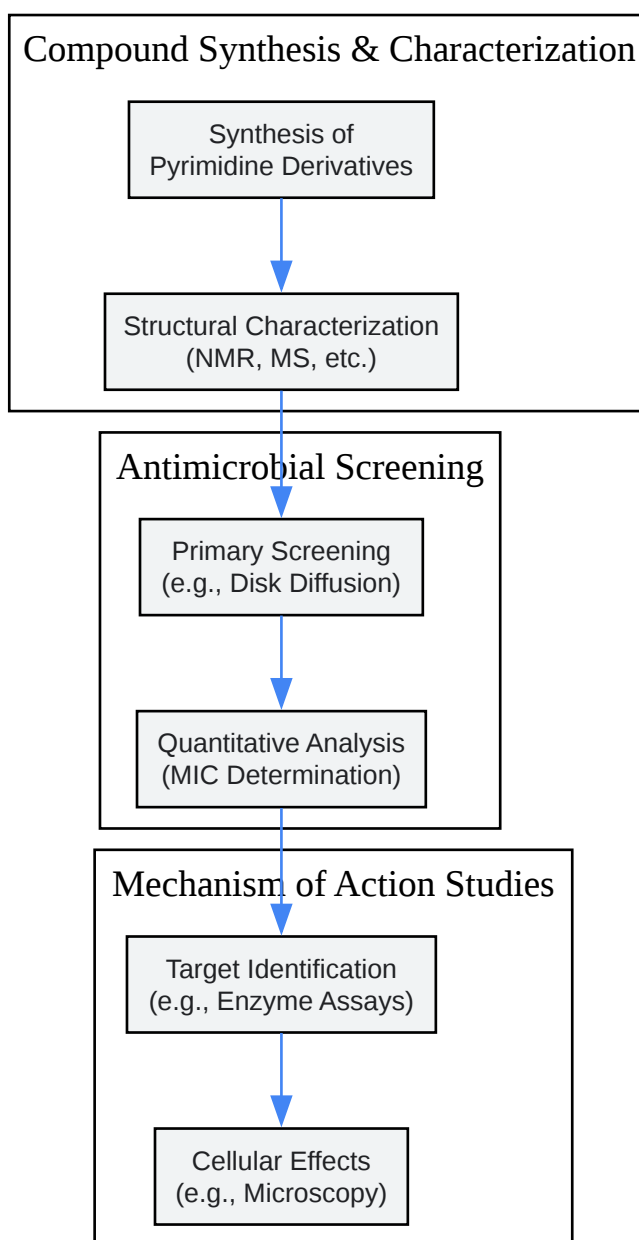 Compound Synthesis & Characterization
Synthesis of
Pyrimidine Derivatives
Structural Characterization
(NMR, MS, etc.)
Antimicrobial Screening
Primary Screening
(e.g., Disk Diffusion)
Quantitative Analysis
(MIC Determination)
Mechanism of Action Studies
Target Identification
(e.g., Enzyme Assays)
Cellular Effects
(e.g., Microscopy)